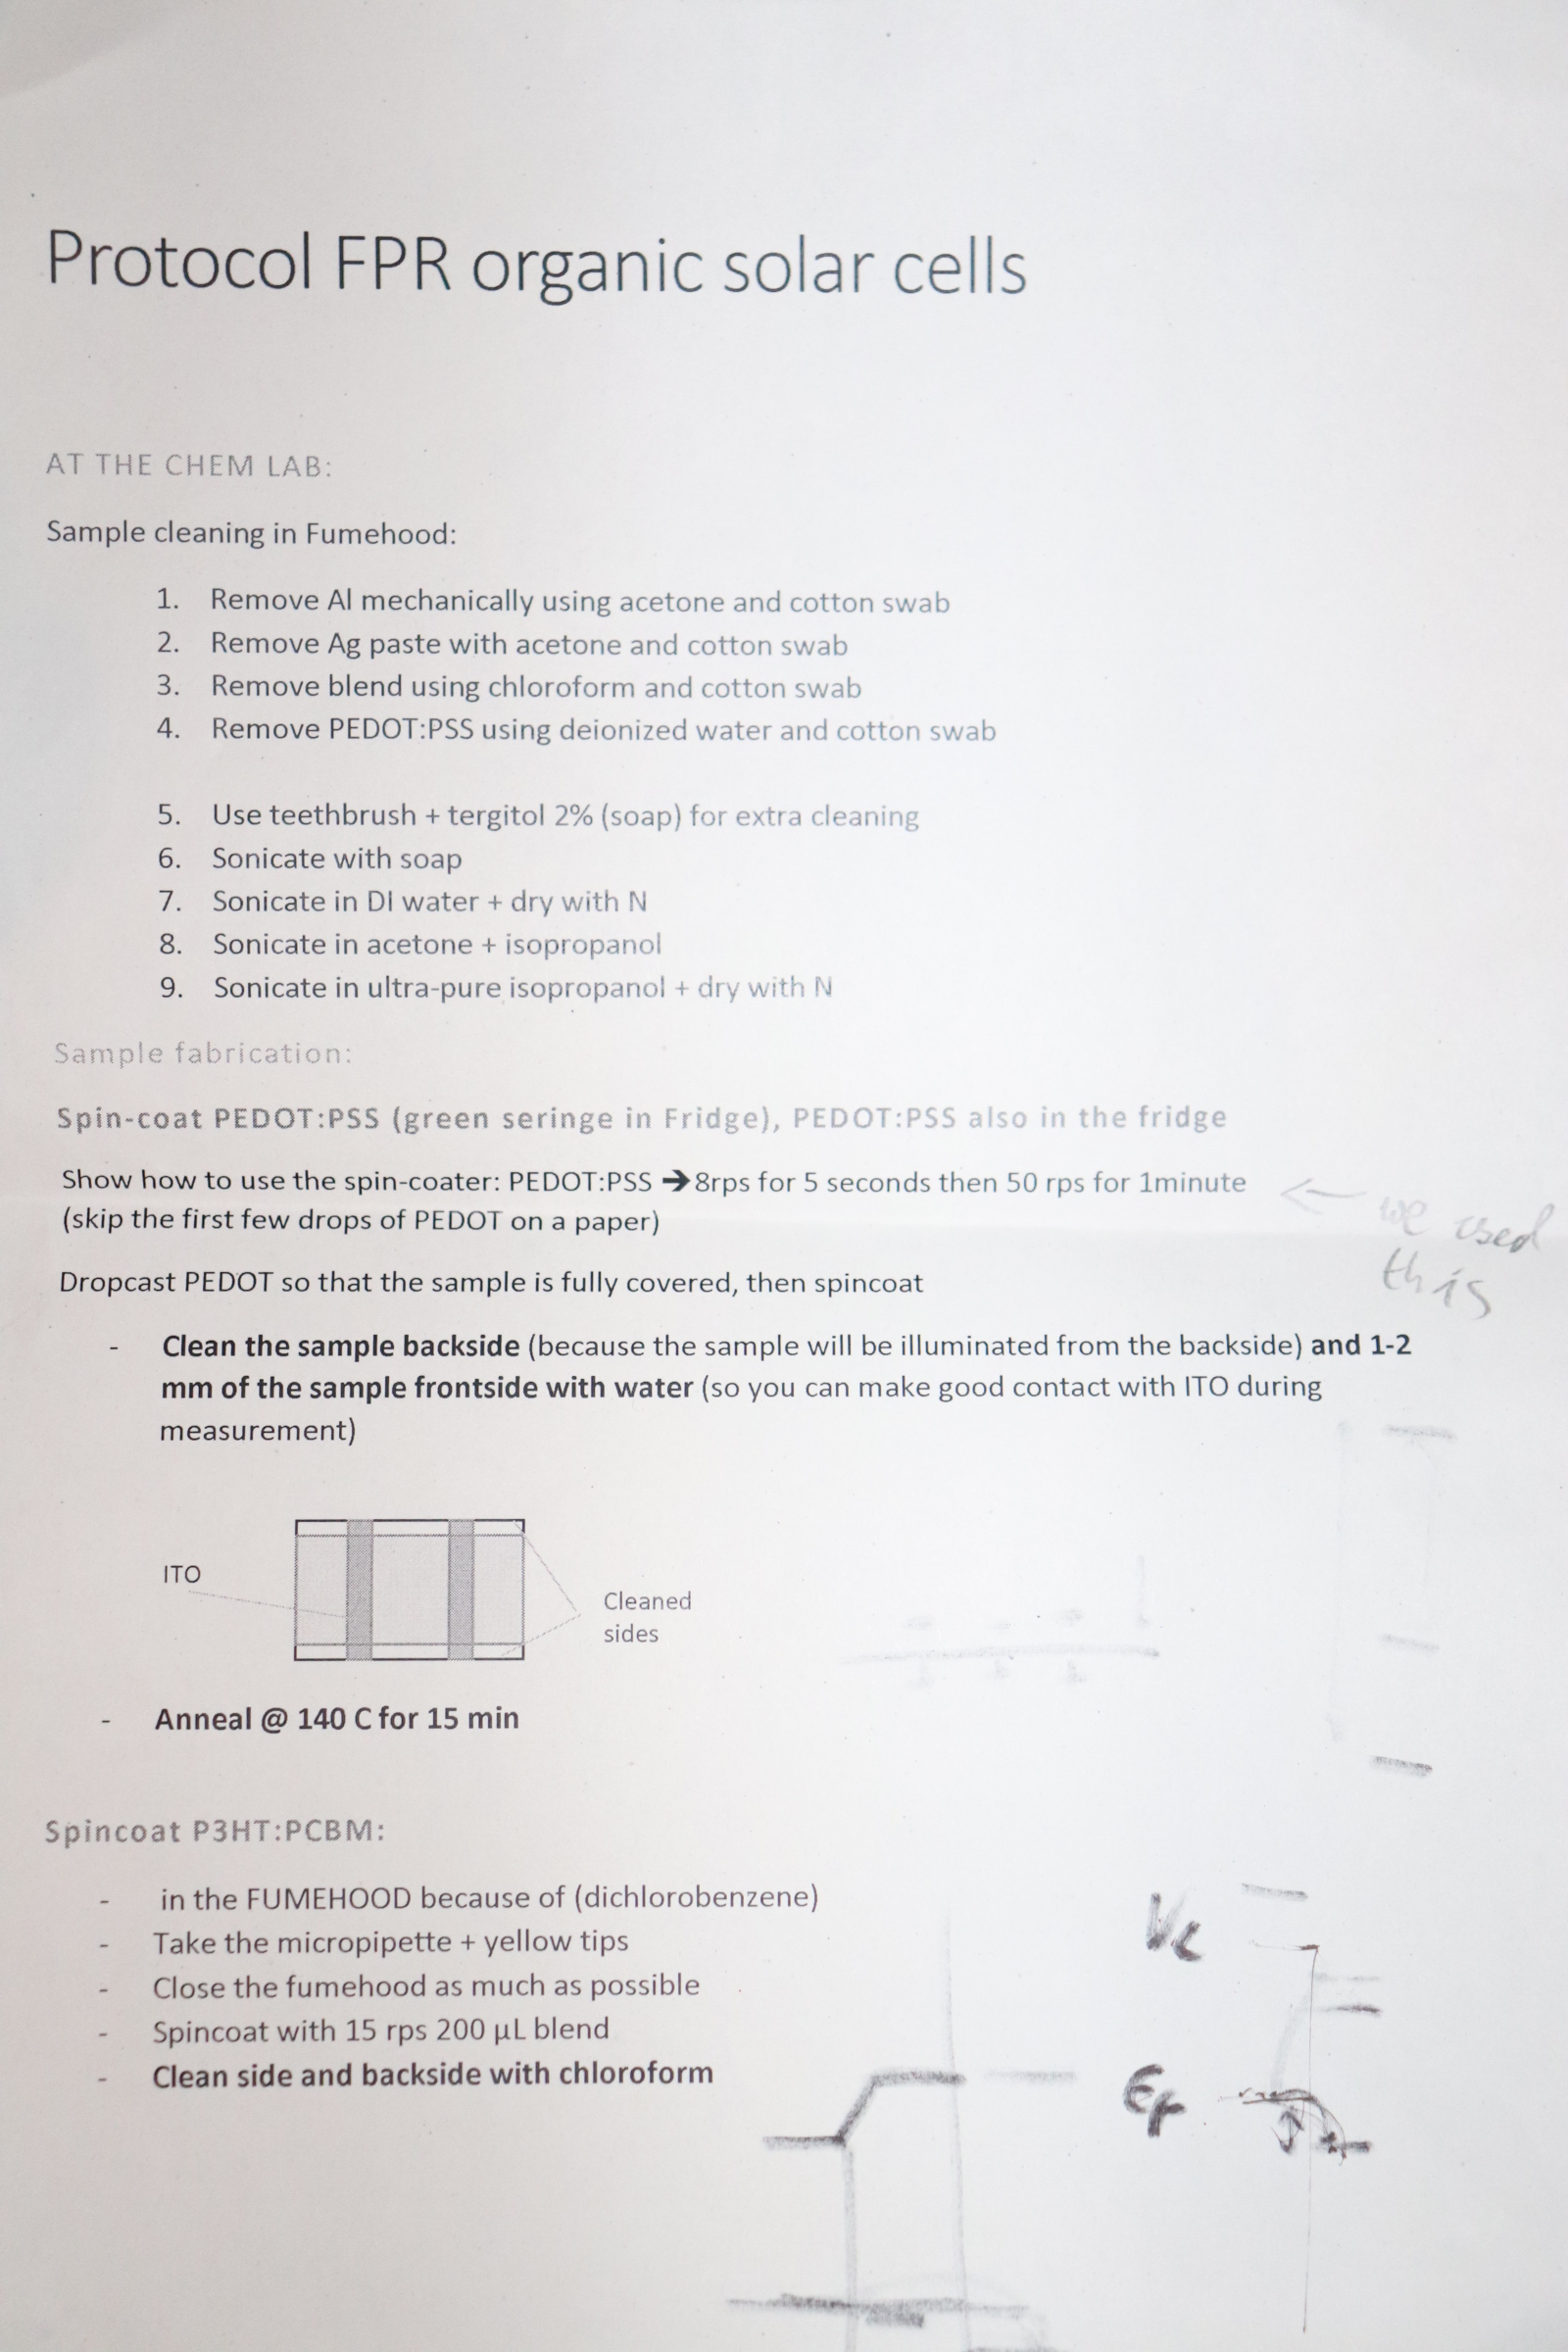 Protocol FPR organic solar cells
AT THE CHEM LAB:
Sample cleaning in Fumehood:
1. Remove Al mechanically using acetone and cotton swab
2. Remove Ag paste with acetone and cotton swab
3. Remove blend using chloroform and cotton swab
4. Remove PEDOT:PSS using deionized water and cotton swab
5. Use teethbrush + tergitol 2% (soap) for extra cleaning
6. Sonicate with soap
7. Sonicate in DI water + dry with N
8. Sonicate in acetone + isopropanol
9. Sonicate in ultra-pure isopropanol + dry with N
Sample fabrication:
Spin-coat PEDOT:PSS (green seringe in Fridge), PEDOT:PSS also in the fridge
Show how to use the spin-coater: PEDOT:PSS ➔8rps for 5 seconds then 50 rps for 1minute
(skip the first few drops of PEDOT on a paper)
← we used
this
Dropcast PEDOT so that the sample is fully covered, then spincoat
- Clean the sample backside (because the sample will be illuminated from the backside) and 1-2
mm of the sample frontside with water (so you can make good contact with ITO during
measurement)
ITO
Cleaned
sides
- Anneal @ 140 C for 15 min
Spincoat P3HT:PCBM:
- in the FUMEHOOD because of (dichlorobenzene)
- Take the micropipette + yellow tips
- Close the fumehood as much as possible
- Spincoat with 15 rps 200 µL blend
- Clean side and backside with chloroform